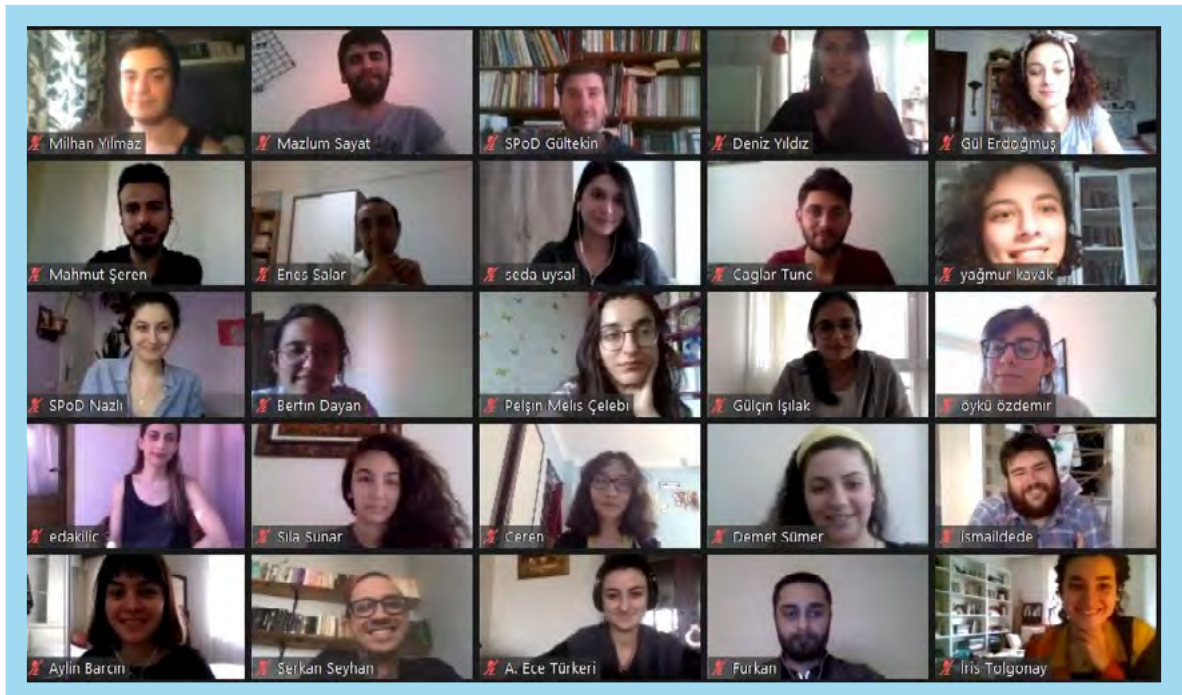 Milhan Yılmaz
Mazlum Sayat
SPoD Gültekin
Deniz Yıldız
Gül Erdoğmuş
Mahmut Şeren
Enes Salar
seda uysal
Caglar Tunc
yağmur kavak
SPoD Nazlı
Berfin Dayan
Pelşin Melis Çelebi
Gülçin Işılak
öykü özdemir
edakilic
Sıla Sunar
Ceren
Demet Sümer
ismaildede
Aylin Barcin
Serkan Seyhan
A. Ece Türkeri
Furkan
İris Tolgonay